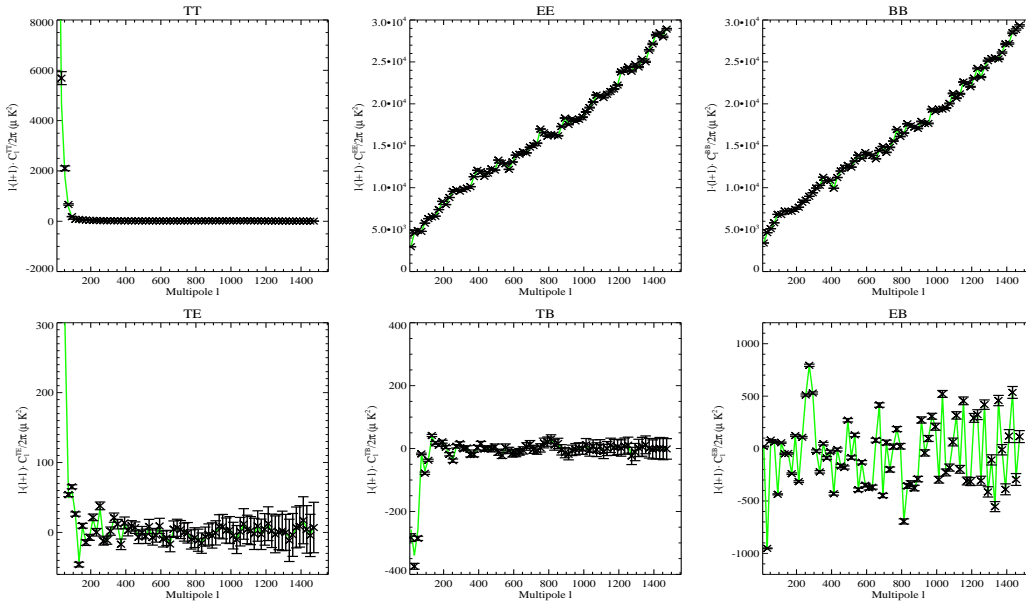 TT
8000
6000
4000
2000
0
-2000
200 400 600 800 1000 1200 1400
Multipole l
l·(l+1)· C_l^TT/2π (μ K²)
EE
3.0•10⁴
2.5•10⁴
2.0•10⁴
1.5•10⁴
1.0•10⁴
5.0•10³
0
200 400 600 800 1000 1200 1400
Multipole l
l·(l+1)· C_l^EE/2π (μ K²)
BB
3.0•10⁴
2.5•10⁴
2.0•10⁴
1.5•10⁴
1.0•10⁴
5.0•10³
0
200 400 600 800 1000 1200 1400
Multipole l
l·(l+1)· C_l^BB/2π (μ K²)
TE
300
200
100
0
200 400 600 800 1000 1200 1400
Multipole l
l·(l+1)· C_l^TE/2π (μ K²)
TB
400
200
0
-200
-400
200 400 600 800 1000 1200 1400
Multipole l
l·(l+1)· C_l^TB/2π (μ K²)
EB
1000
500
0
-500
-1000
200 400 600 800 1000 1200 1400
Multipole l
l·(l+1)· C_l^EB/2π (μ K²)